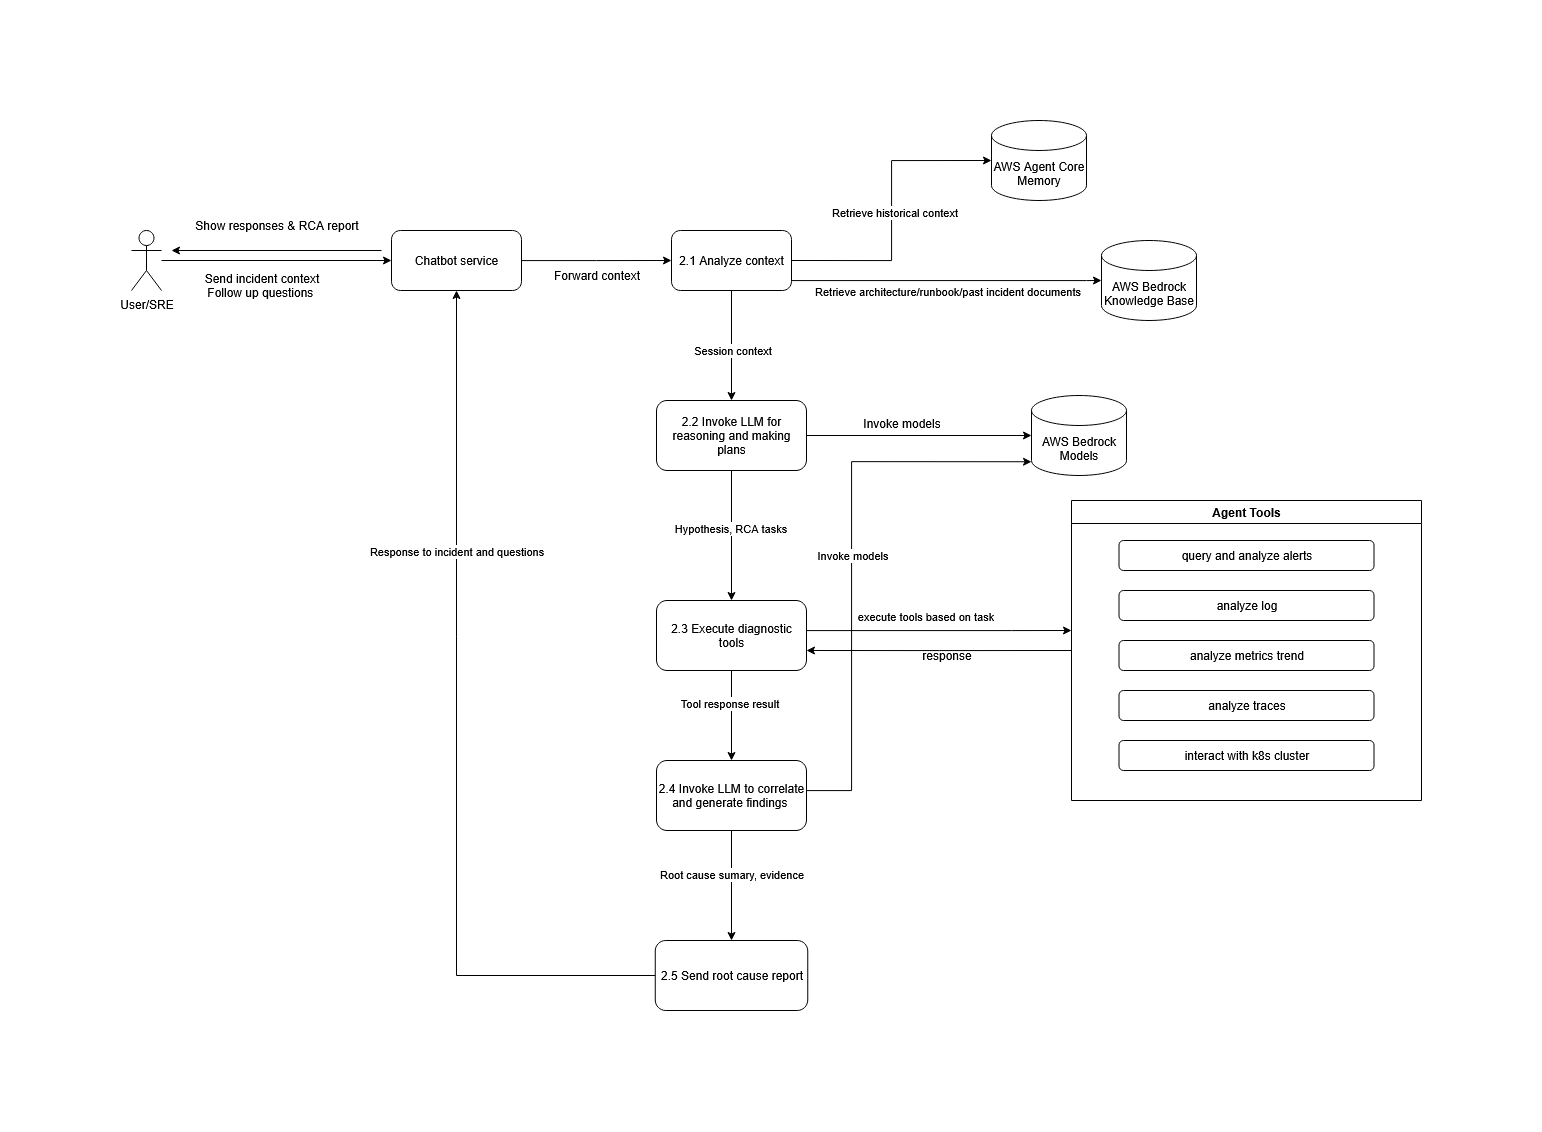 AWS Agent Core
Memory
Retrieve historical context
Show responses & RCA report
Chatbot service
2.1 Analyze context
Forward context
Send incident context
Follow up questions
User/SRE
AWS Bedrock
Knowledge Base
Retrieve architecture/runbook/past incident documents
Session context
2.2 Invoke LLM for
reasoning and making
plans
Invoke models
AWS Bedrock
Models
Agent Tools
Hypothesis, RCA tasks
Response to incident and questions
Invoke models
query and analyze alerts
analyze log
analyze metrics trend
analyze traces
interact with k8s cluster
2.3 Execute diagnostic
tools
execute tools based on task
response
Tool response result
2.4 Invoke LLM to correlate
and generate findings
Root cause sumary, evidence
2.5 Send root cause report